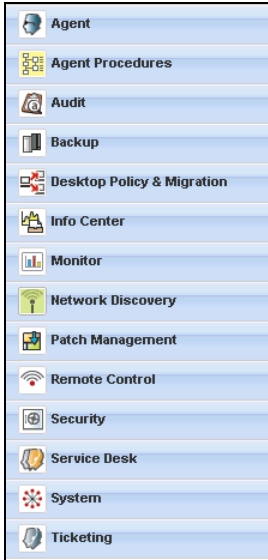 Agent
Agent Procedures
Audit
Backup
Desktop Policy & Migration
Info Center
Monitor
Network Discovery
Patch Management
Remote Control
Security
Service Desk
System
Ticketing